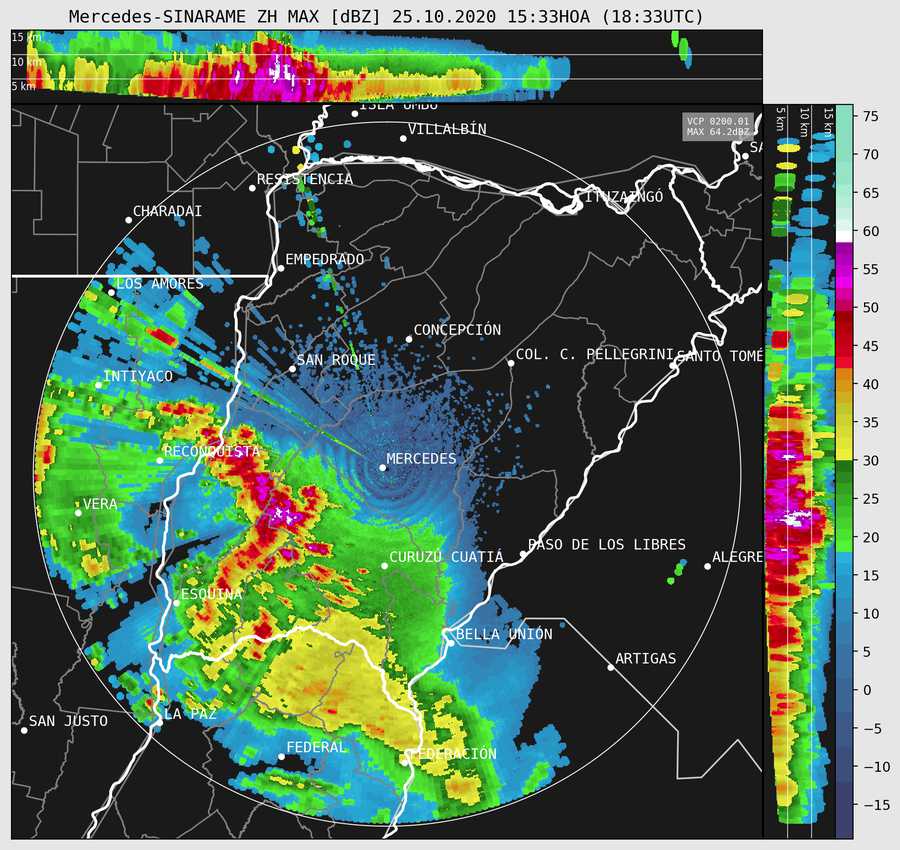 Mercedes-SINARAME ZH MAX [dBZ] 25.10.2020 15:33HOA (18:33UTC)
15 km
10 km
5 km
ISLA UMBÚ
VILLALBÍN
VCP 0200.01
MAX 64.2dBZ
SA
RESISTENCIA
ITUZAINGÓ
CHARADAI
EMPEDRADO
LOS AMORES
CONCEPCIÓN
SAN ROQUE
COL. C. PELLEGRINI
SANTO TOMÉ
INTIYACO
RECONQUISTA
MERCEDES
VERA
CURUZÚ CUATIÁ
PASO DE LOS LIBRES
ALEGRE
ESQUINA
BELLA UNIÓN
ARTIGAS
SAN JUSTO
LA PAZ
FEDERAL
FEDERACIÓN
5 km
10 km
15 km
75
70
65
60
55
50
45
40
35
30
25
20
15
10
5
0
−5
−10
−15